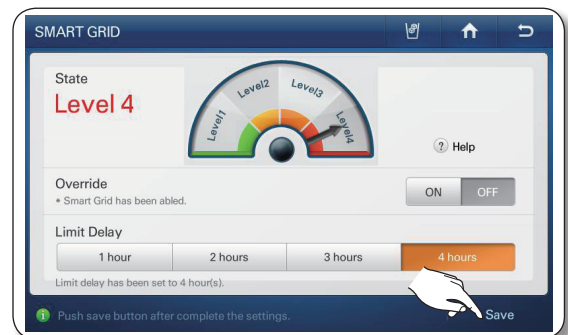 SMART GRID
State
Level 4
Level1
Level2
Level3
Level4
? Help
Override
• Smart Grid has been abled.
ON OFF
Limit Delay
1 hour 2 hours 3 hours 4 hours
Limit delay has been set to 4 hour(s).
Push save button after complete the settings.
Save